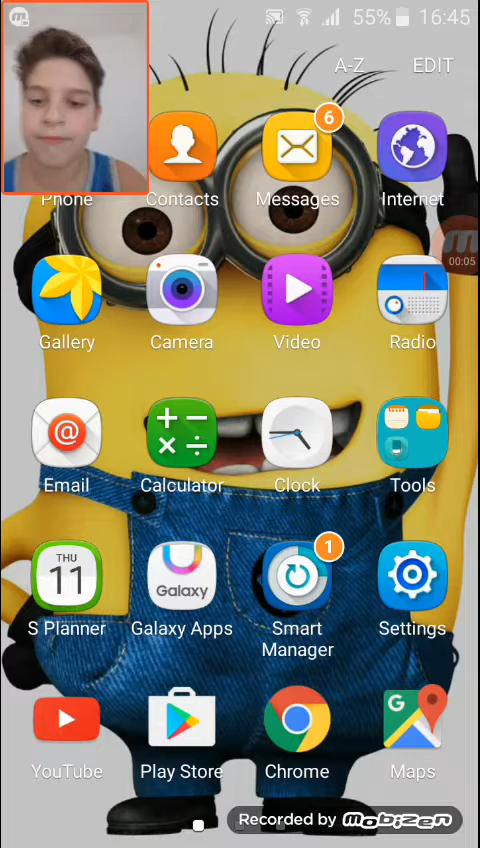 55% 16:45
A-Z EDIT
6
Phone Contacts Messages Internet
00:05
Gallery Camera Video Radio
@
Email Calculator Clock Tools
THU
11
Galaxy
1
S Planner Galaxy Apps Smart Manager Settings
G
YouTube Play Store Chrome Maps
Recorded by mobizen